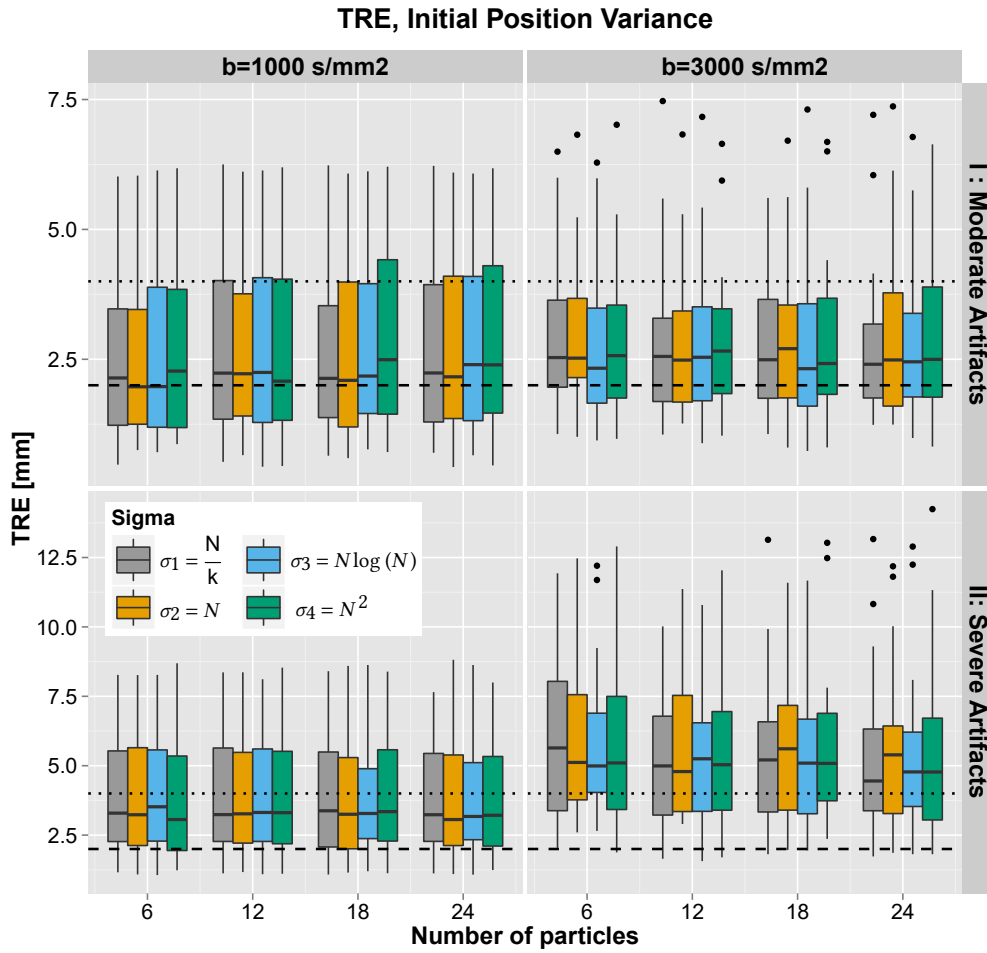 TRE, Initial Position Variance
b=1000 s/mm2
b=3000 s/mm2
7.5
5.0
2.5
I : Moderate Artifacts
TRE [mm]
12.5
10.0
7.5
5.0
2.5
II: Severe Artifacts
Sigma
σ1 = N/k
σ3 = N log (N)
σ2 = N
σ4 = N²
6 12 18 24
6 12 18 24
Number of particles